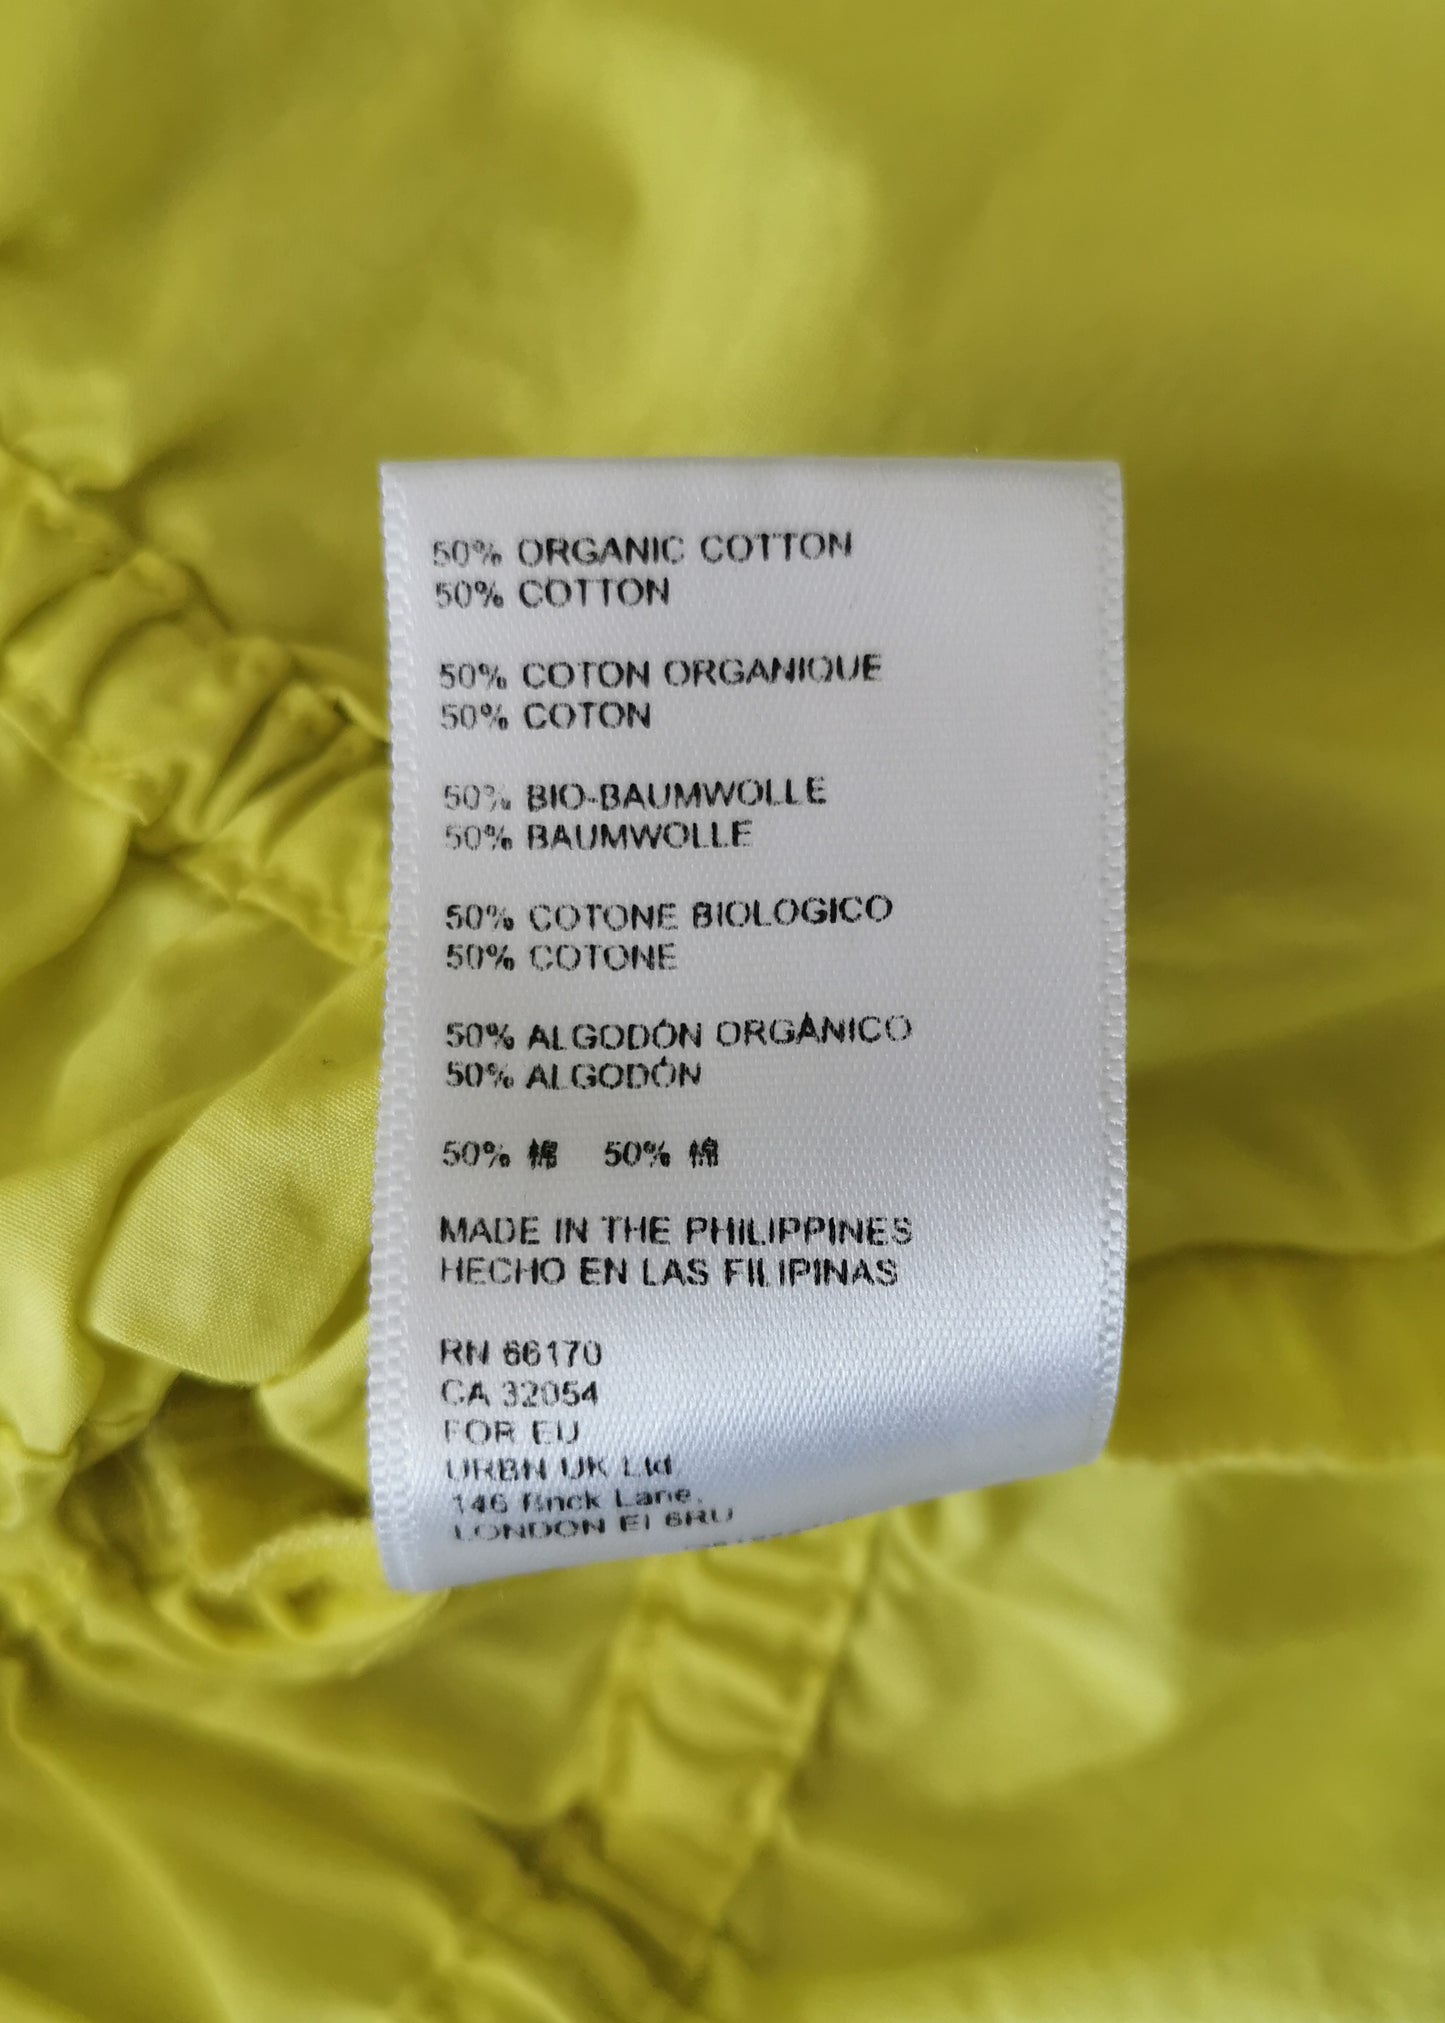 50% ORGANIC COTTON
50% COTTON
50% COTON ORGANIQUE
50% COTON
50% BIO-BAUMWOLLE
50% BAUMWOLLE
50% COTONE BIOLOGICO
50% COTONE
50% ALGODÓN ORGÁNICO
50% ALGODÓN
50% 棉 50% 棉
MADE IN THE PHILIPPINES
HECHO EN LAS FILIPINAS
RN 66170
CA 32054
FOR EU
URBN UK Ltd
146 Brick Lane,
LONDON E1 6RU